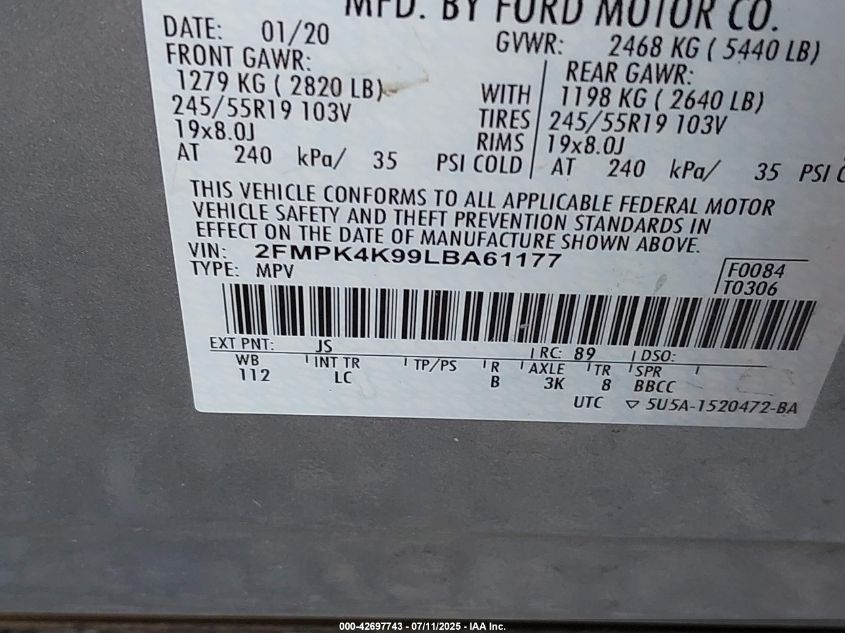 MFD. BY FORD MOTOR CO.
DATE: 01/20 GVWR: 2468 KG ( 5440 LB)
FRONT GAWR: REAR GAWR:
1279 KG ( 2820 LB) WITH 1198 KG ( 2640 LB)
245/55R19 103V TIRES 245/55R19 103V
19x8.0J RIMS 19x8.0J
AT 240 kPa/ 35 PSI COLD AT 240 kPa/ 35 PSI C
THIS VEHICLE CONFORMS TO ALL APPLICABLE FEDERAL MOTOR
VEHICLE SAFETY AND THEFT PREVENTION STANDARDS IN
EFFECT ON THE DATE OF MANUFACTURE SHOWN ABOVE.
VIN: 2FMPK4K99LBA61177
TYPE: MPV F0084
T0306
EXT PNT: JS RC: 89 DSO:
WB INT TR TP/PS R AXLE TR SPR
112 LC B 3K 8 BBCC
UTC ▽ 5U5A-1520472-BA
000-42697743 - 07/11/2025 - IAA Inc.